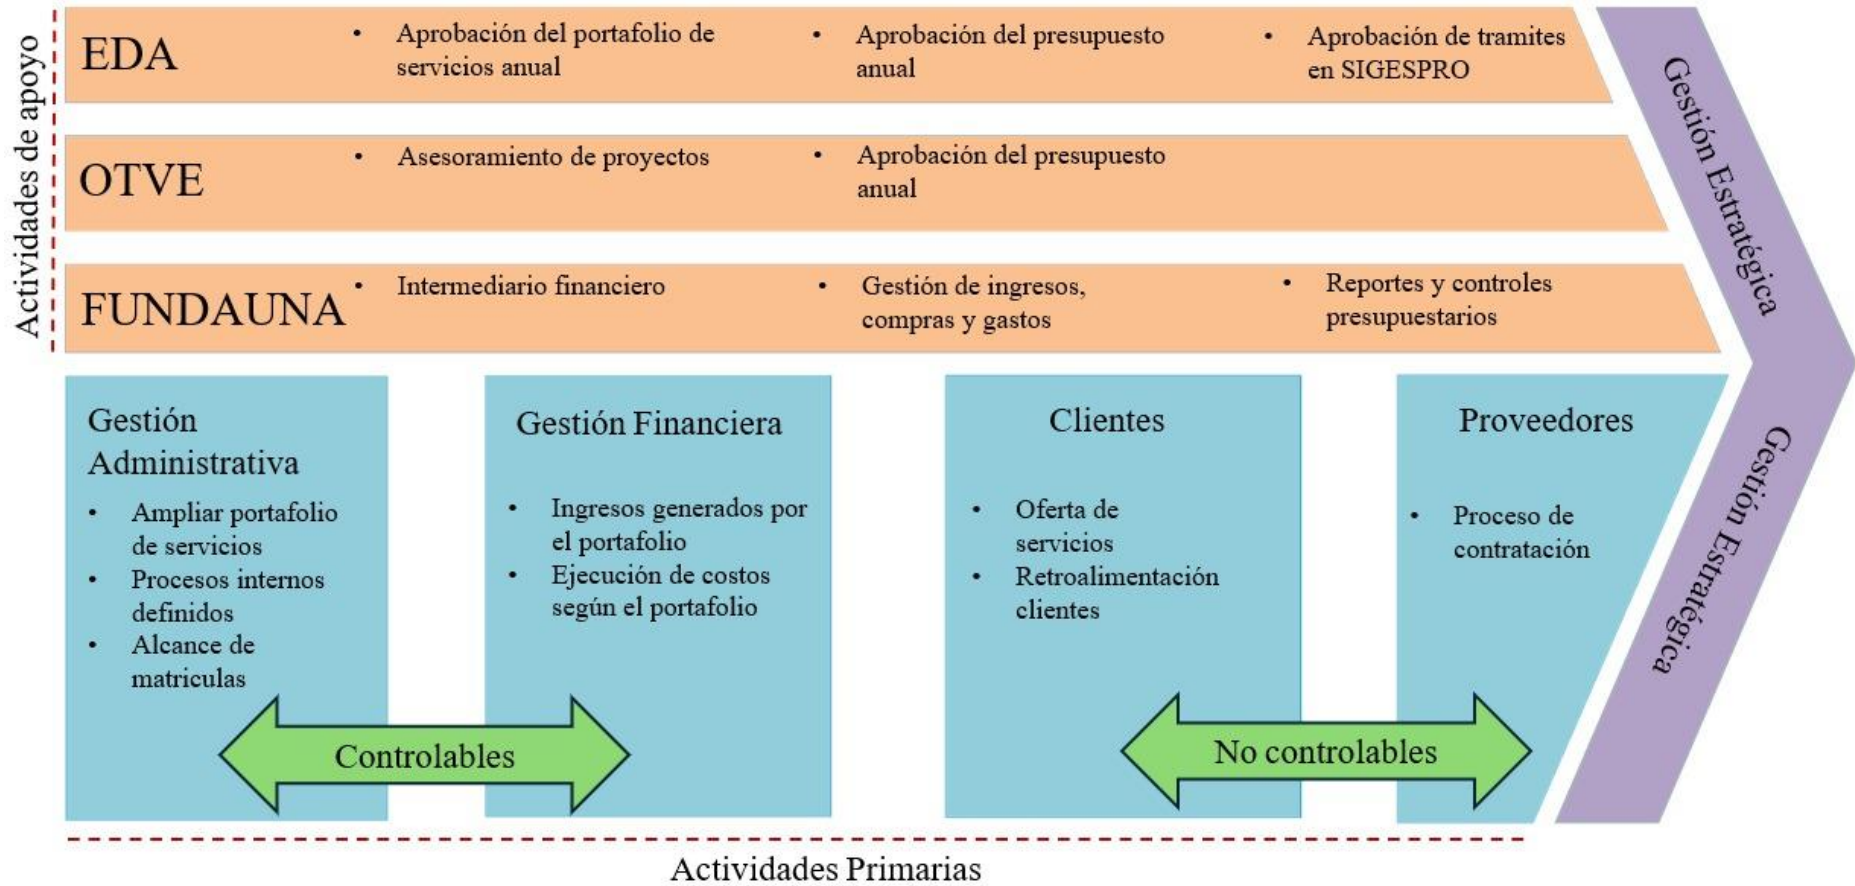 Actividades de apoyo
EDA
• Aprobación del portafolio de
servicios anual
• Aprobación del presupuesto
anual
• Aprobación de tramites
en SIGESPRO
OTVE
• Asesoramiento de proyectos
• Aprobación del presupuesto
anual
FUNDAUNA
• Intermediario financiero
• Gestión de ingresos,
compras y gastos
• Reportes y controles
presupuestarios
Gestión Estratégica
Gestión Estratégica
Gestión
Administrativa
• Ampliar portafolio
de servicios
• Procesos internos
definidos
• Alcance de
matriculas
Gestión Financiera
• Ingresos generados por
el portafolio
• Ejecución de costos
según el portafolio
Clientes
• Oferta de
servicios
• Retroalimentación
clientes
Proveedores
• Proceso de
contratación
Controlables
No controlables
Actividades Primarias